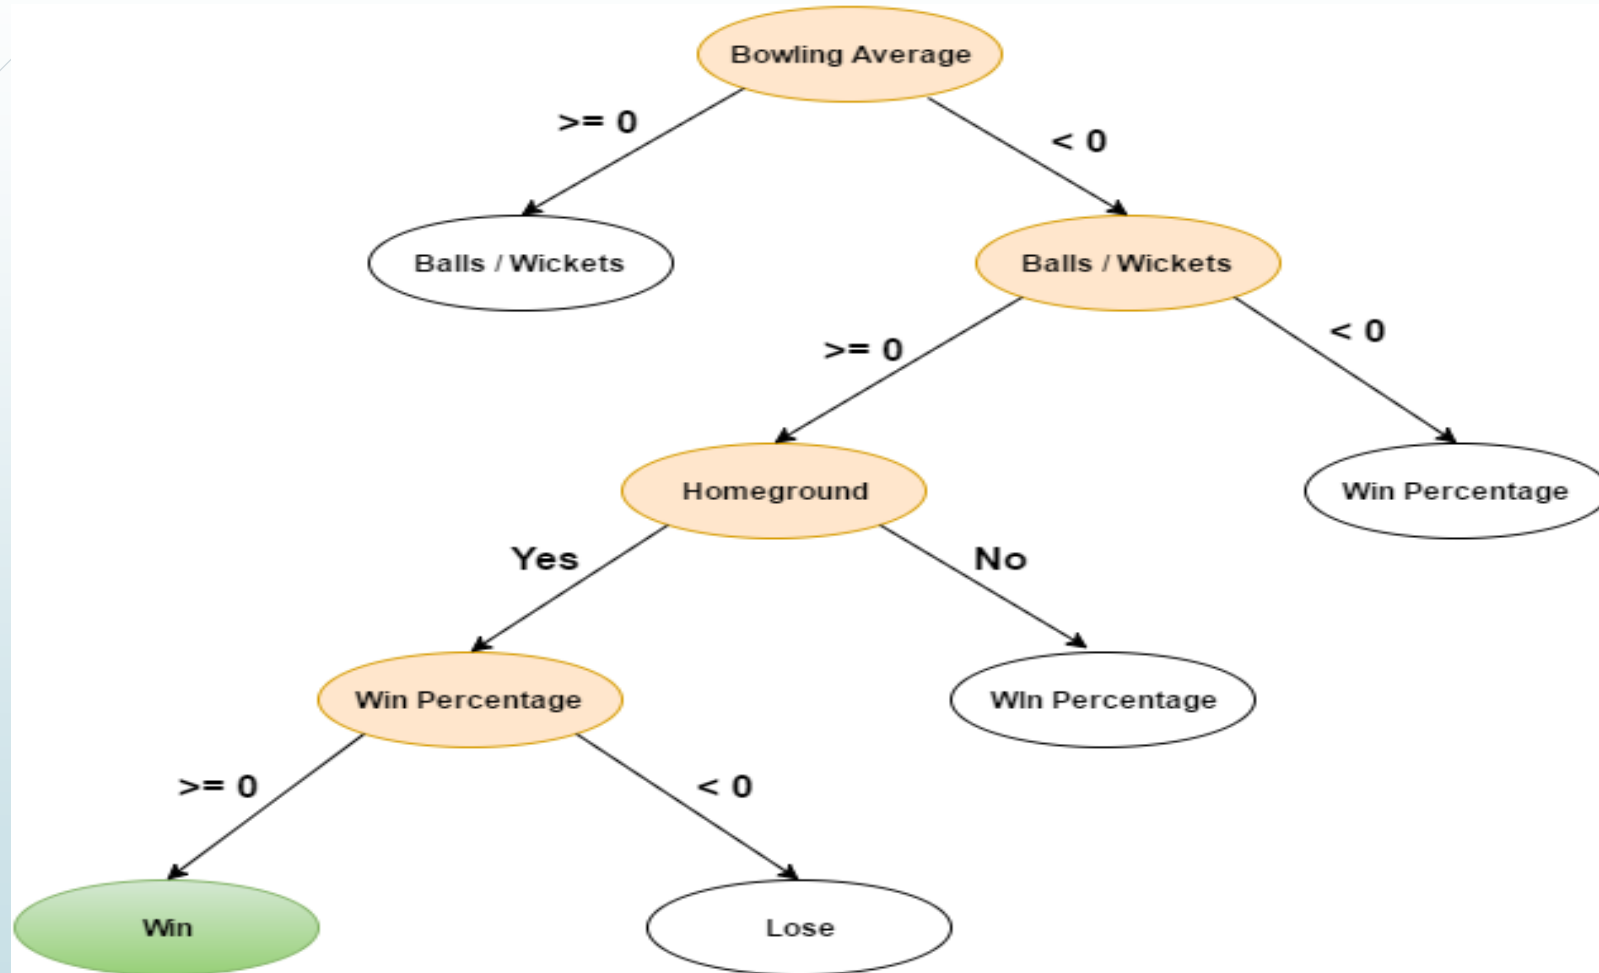 Bowling Average
>= 0
< 0
Balls / Wickets
Balls / Wickets
>= 0
< 0
Homeground
Win Percentage
Yes
No
Win Percentage
WIn Percentage
>= 0
< 0
Win
Lose